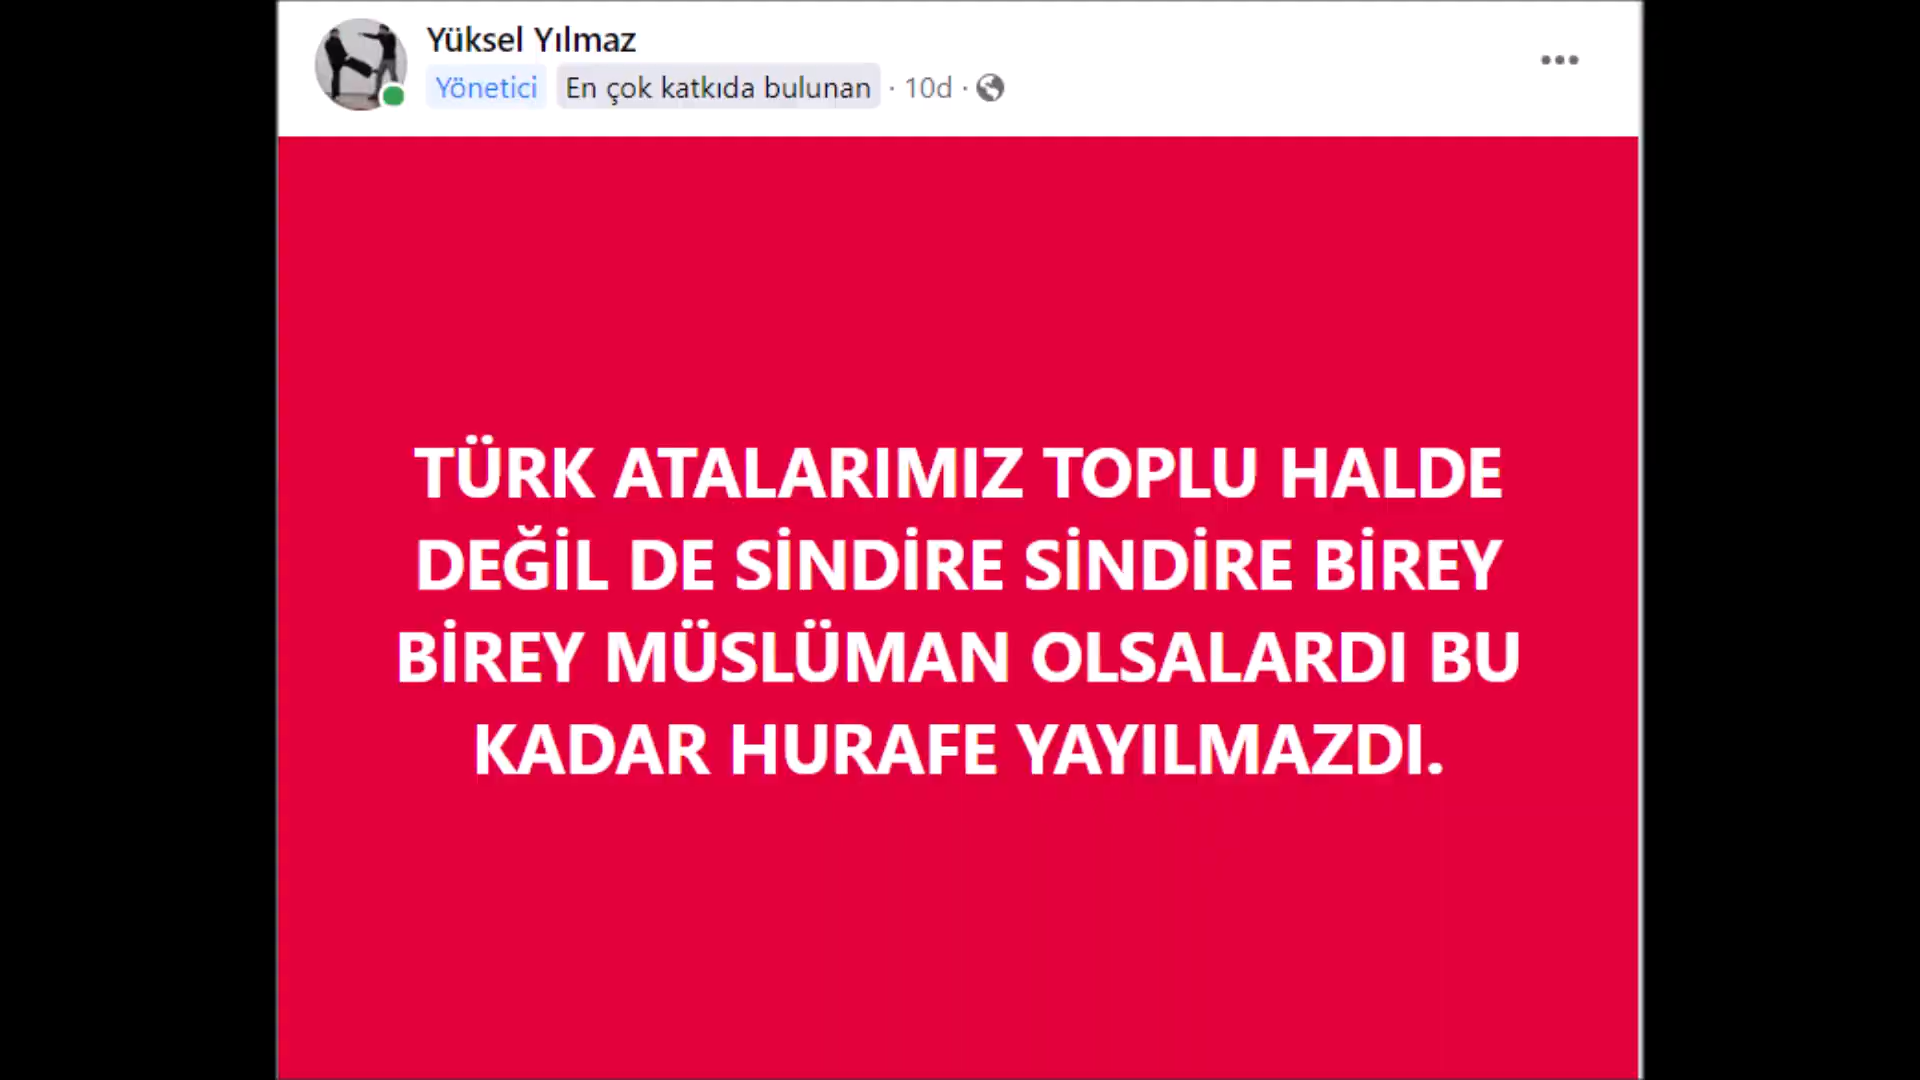 Yüksel Yılmaz
Yönetici En çok katkıda bulunan · 10d ·
TÜRK ATALARIMIZ TOPLU HALDE
DEĞİL DE SİNDİRE SİNDİRE BİREY
BİREY MÜSLÜMAN OLSALARDI BU
KADAR HURAFE YAYILMAZDI.